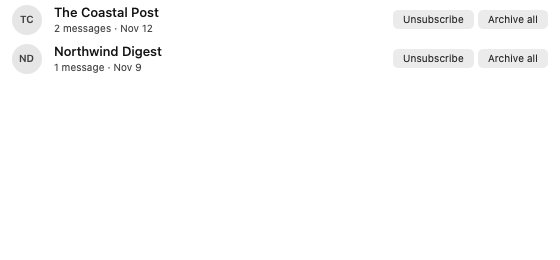 TC
The Coastal Post
2 messages · Nov 12
Unsubscribe
Archive all
ND
Northwind Digest
1 message · Nov 9
Unsubscribe
Archive all